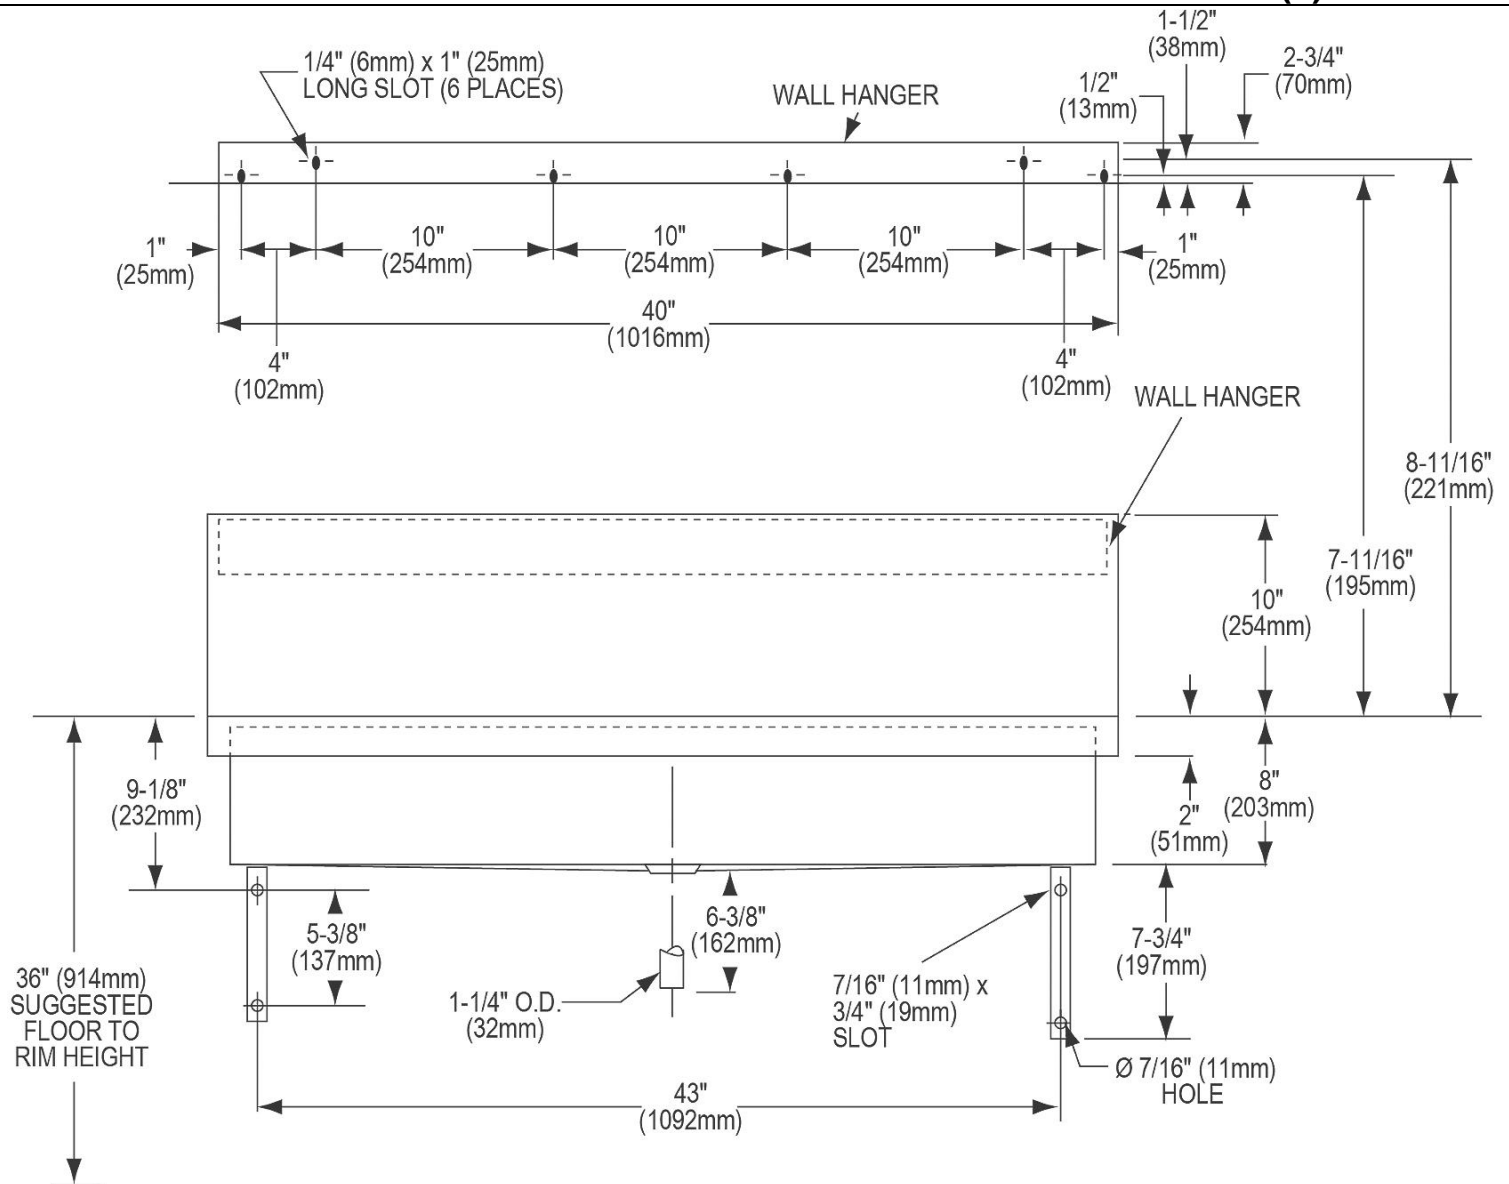 1-1/2"
(38mm)
1/4" (6mm) x 1" (25mm)
LONG SLOT (6 PLACES)
WALL HANGER
1/2"
(13mm)
2-3/4"
(70mm)
1"
(25mm)
10"
(254mm)
10"
(254mm)
10"
(254mm)
1"
(25mm)
40"
(1016mm)
4"
(102mm)
4"
(102mm)
WALL HANGER
8-11/16"
(221mm)
7-11/16"
(195mm)
10"
(254mm)
9-1/8"
(232mm)
8"
(203mm)
2"
(51mm)
5-3/8"
(137mm)
6-3/8"
(162mm)
7-3/4"
(197mm)
36" (914mm)
SUGGESTED
FLOOR TO
RIM HEIGHT
1-1/4" O.D.
(32mm)
7/16" (11mm) x
3/4" (19mm)
SLOT
Ø 7/16" (11mm)
HOLE
43"
(1092mm)